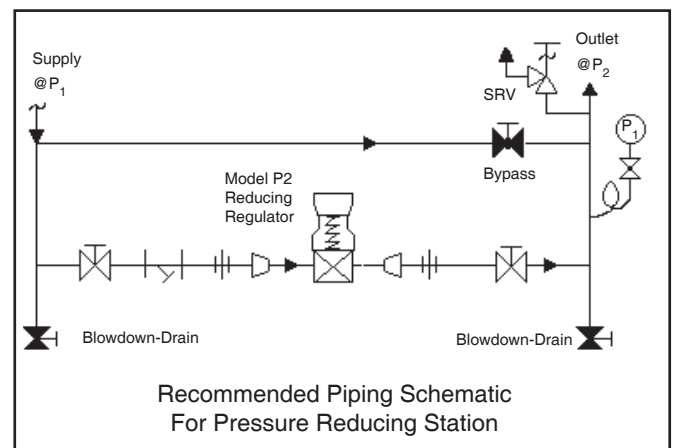 Supply
@P1
Outlet
@P2
SRV
P1
Bypass
Model P2
Reducing
Regulator
Blowdown-Drain
Blowdown-Drain
Recommended Piping Schematic
For Pressure Reducing Station